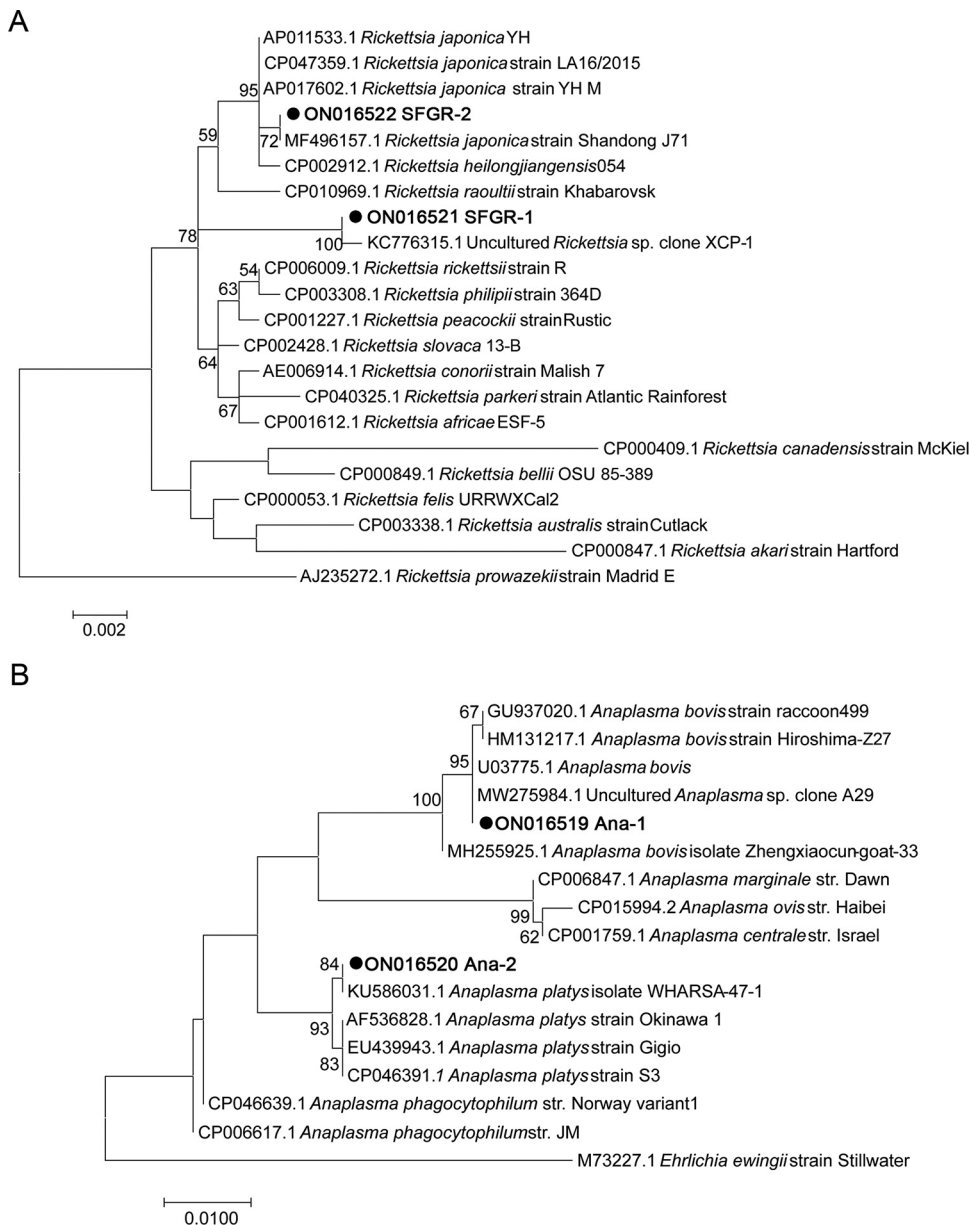 A
AP011533.1 Rickettsia japonica YH
CP047359.1 Rickettsia japonica strain LA16/2015
95
AP017602.1 Rickettsia japonica strain YH M
ON016522 SFGR-2
59
72
MF496157.1 Rickettsia japonica strain Shandong J71
CP002912.1 Rickettsia heilongjiangensis 054
CP010969.1 Rickettsia raoultii strain Khabarovsk
ON016521 SFGR-1
78
100
KC776315.1 Uncultured Rickettsia sp. clone XCP-1
54
CP006009.1 Rickettsia rickettsii strain R
63
CP003308.1 Rickettsia philipii strain 364D
CP001227.1 Rickettsia peacockii strain Rustic
CP002428.1 Rickettsia slovaca 13-B
64
AE006914.1 Rickettsia conorii strain Malish 7
CP040325.1 Rickettsia parkeri strain Atlantic Rainforest
67
CP001612.1 Rickettsia africae ESF-5
CP000409.1 Rickettsia canadensis strain McKiel
CP000849.1 Rickettsia bellii OSU 85-389
CP000053.1 Rickettsia felis URRWXCal2
CP003338.1 Rickettsia australis strain Cutlack
CP000847.1 Rickettsia akari strain Hartford
AJ235272.1 Rickettsia prowazekii strain Madrid E
0.002
B
67
GU937020.1 Anaplasma bovis strain raccoon499
HM131217.1 Anaplasma bovis strain Hiroshima-Z27
95
U03775.1 Anaplasma bovis
100
MW275984.1 Uncultured Anaplasma sp. clone A29
ON016519 Ana-1
MH255925.1 Anaplasma bovis isolate Zhengxiaocun-goat-33
CP006847.1 Anaplasma marginale str. Dawn
99
CP015994.2 Anaplasma ovis str. Haibei
62
CP001759.1 Anaplasma centrale str. Israel
84
ON016520 Ana-2
KU586031.1 Anaplasma platys isolate WHARSA-47-1
93
AF536828.1 Anaplasma platys strain Okinawa 1
EU439943.1 Anaplasma platys strain Gigio
83
CP046391.1 Anaplasma platys strain S3
CP046639.1 Anaplasma phagocytophilum str. Norway variant1
CP006617.1 Anaplasma phagocytophilum str. JM
M73227.1 Ehrlichia ewingii strain Stillwater
0.0100